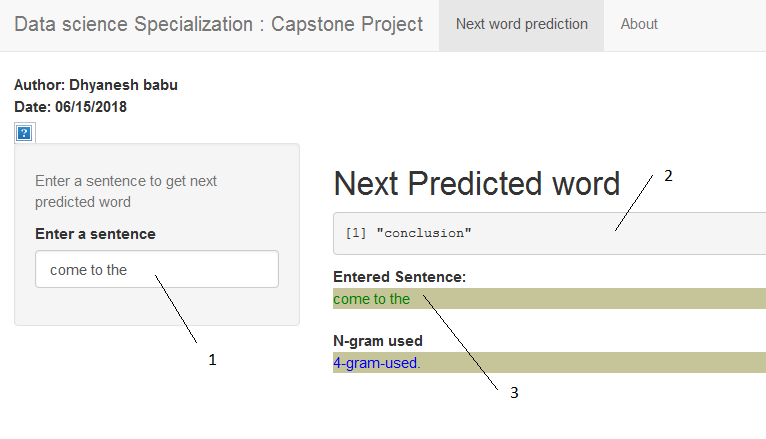 Data science Specialization : Capstone Project
Next word prediction
About
Author: Dhyanesh babu
Date: 06/15/2018
?
Enter a sentence to get next
predicted word
Enter a sentence
come to the
1
Next Predicted word
2
[1] "conclusion"
Entered Sentence:
come to the
N-gram used
4-gram-used.
3